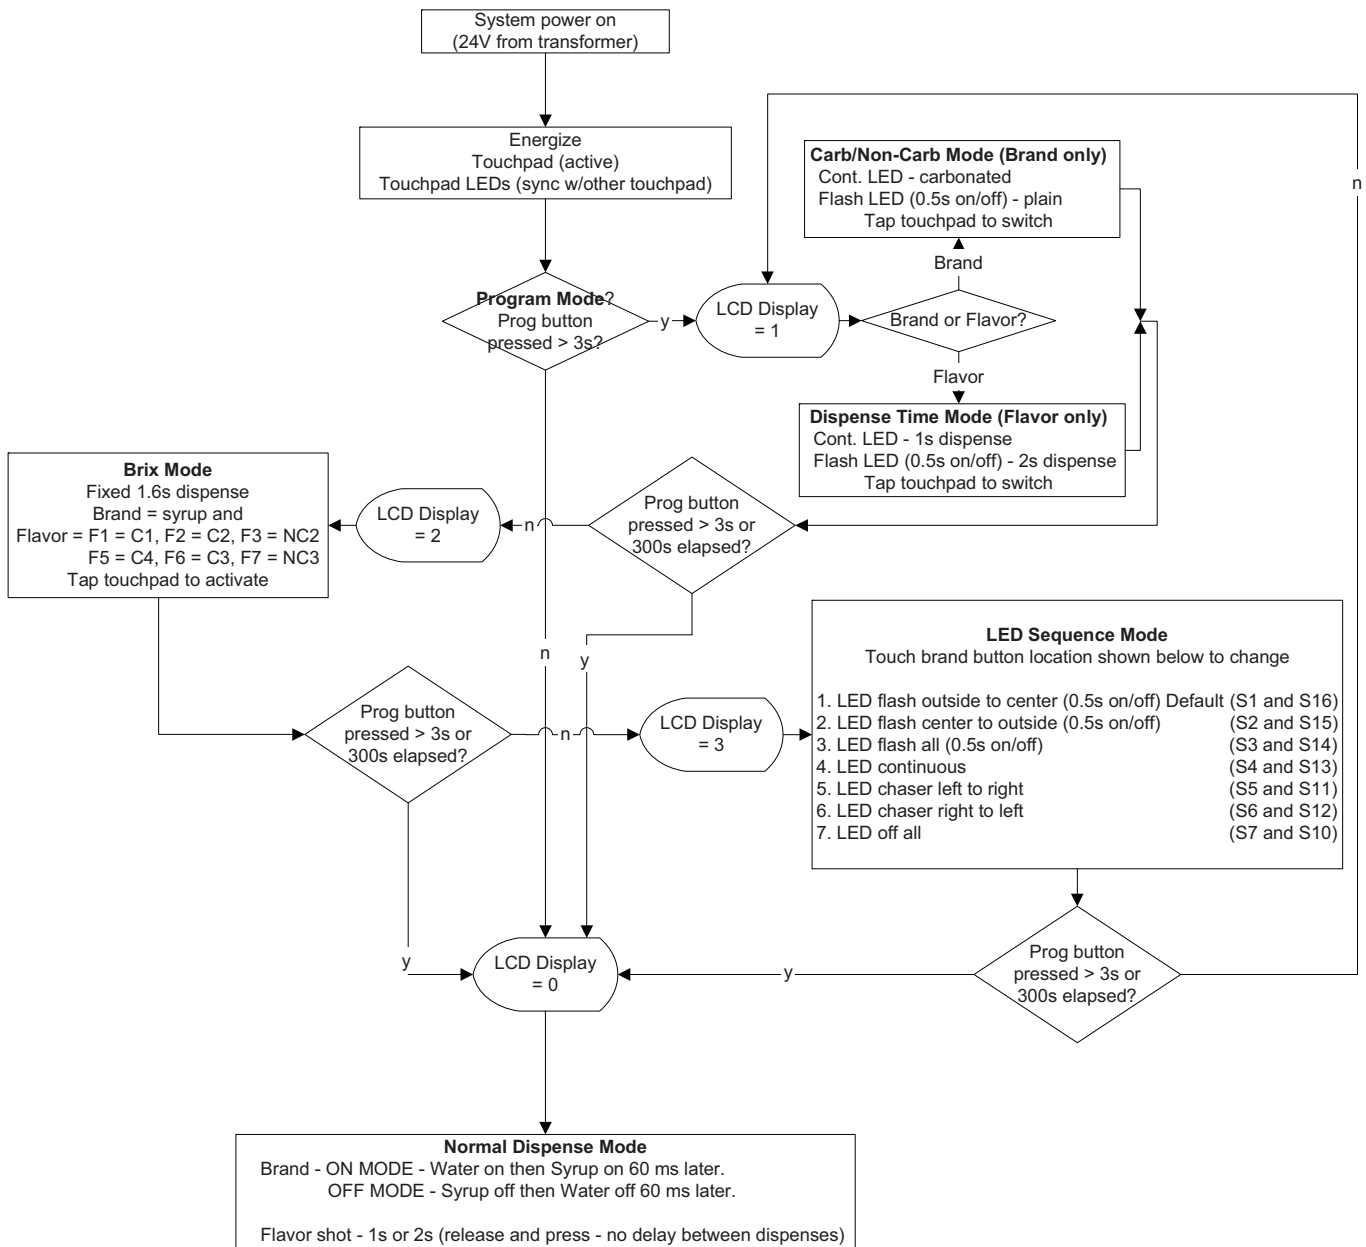 System power on
(24V from transformer)
Energize
Touchpad (active)
Touchpad LEDs (sync w/other touchpad)
Program Mode?
Prog button
pressed > 3s?
y
LCD Display
= 1
Brand or Flavor?
Brand
Carb/Non-Carb Mode (Brand only)
Cont. LED - carbonated
Flash LED (0.5s on/off) - plain
Tap touchpad to switch
n
Flavor
Dispense Time Mode (Flavor only)
Cont. LED - 1s dispense
Flash LED (0.5s on/off) - 2s dispense
Tap touchpad to switch
Prog button
pressed > 3s or
300s elapsed?
n
LCD Display
= 2
Brix Mode
Fixed 1.6s dispense
Brand = syrup and
Flavor = F1 = C1, F2 = C2, F3 = NC2
F5 = C4, F6 = C3, F7 = NC3
Tap touchpad to activate
n
y
Prog button
pressed > 3s or
300s elapsed?
n
LCD Display
= 3
LED Sequence Mode
Touch brand button location shown below to change
1. LED flash outside to center (0.5s on/off) Default (S1 and S16)
2. LED flash center to outside (0.5s on/off) (S2 and S15)
3. LED flash all (0.5s on/off) (S3 and S14)
4. LED continuous (S4 and S13)
5. LED chaser left to right (S5 and S11)
6. LED chaser right to left (S6 and S12)
7. LED off all (S7 and S10)
y
LCD Display
= 0
y
Prog button
pressed > 3s or
300s elapsed?
Normal Dispense Mode
Brand - ON MODE - Water on then Syrup on 60 ms later.
OFF MODE - Syrup off then Water off 60 ms later.
Flavor shot - 1s or 2s (release and press - no delay between dispenses)